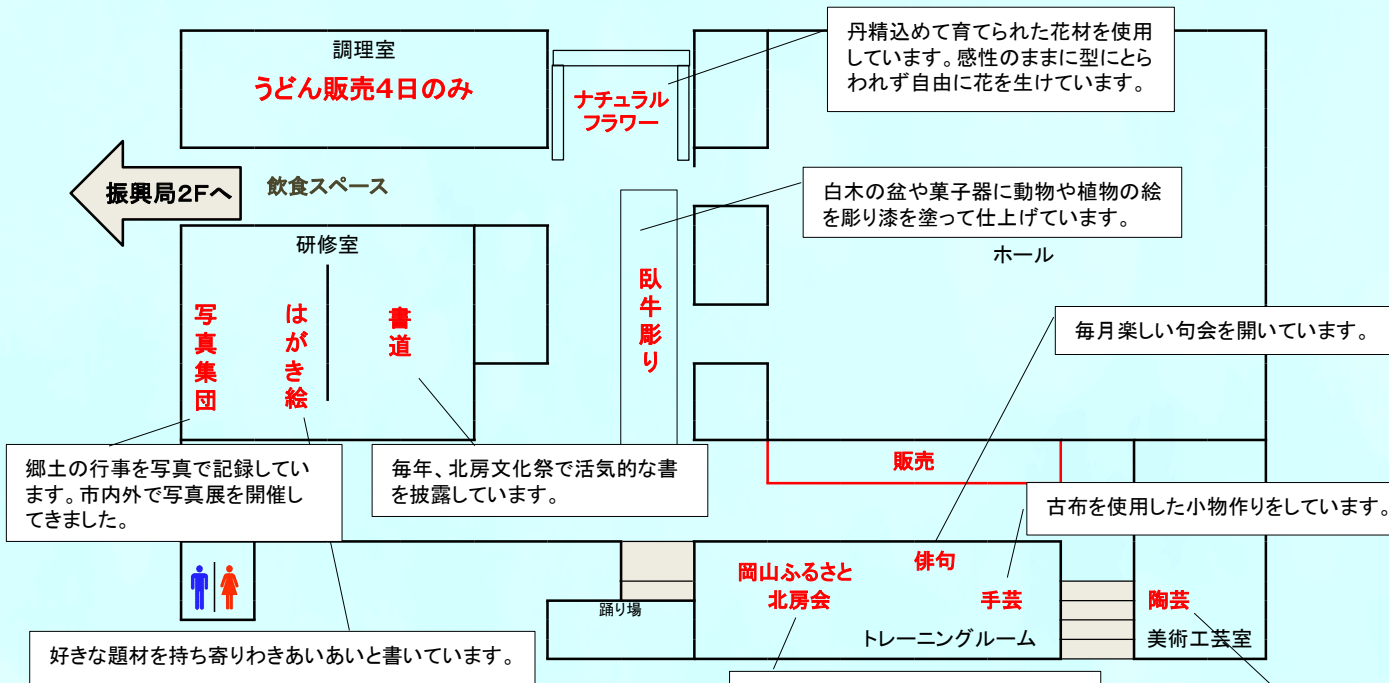 丹精込めて育てられた花材を使用
しています。感性のままに型にとら
われず自由に花を生けています。
調理室
うどん販売4日のみ
ナチュラル
フラワー
振興局2Fへ
飲食スペース
白木の盆や菓子器に動物や植物の絵
を彫り漆を塗って仕上げています。
研修室
ホール
写真集団
はがき絵
書道
臥牛彫り
毎月楽しい句会を開いています。
郷土の行事を写真で記録してい
ます。市内外で写真展を開催し
てきました。
毎年、北房文化祭で活気的な書
を披露しています。
販売
古布を使用した小物作りをしています。
岡山ふるさと
北房会
俳句
手芸
陶芸
踊り場
トレーニングルーム
美術工芸室
好きな題材を持ち寄りわきあいあいと書いています。